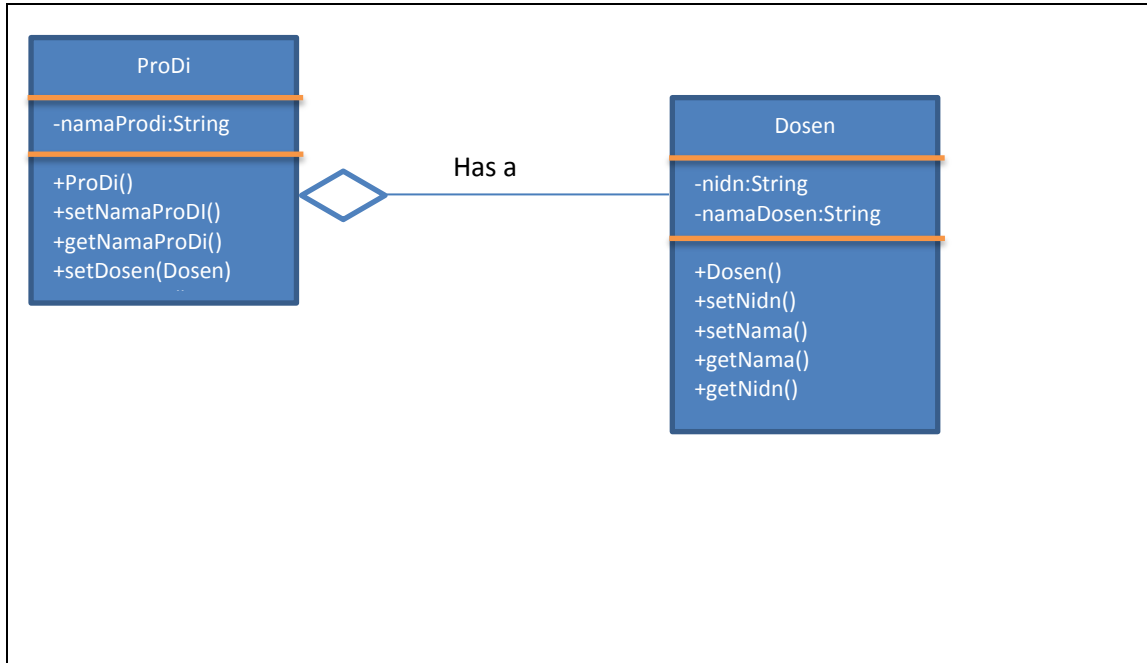 ProDi
-namaProdi:String
+ProDi()
+setNamaProDI()
+getNamaProDi()
+setDosen(Dosen)
Has a
Dosen
-nidn:String
-namaDosen:String
+Dosen()
+setNidn()
+setNama()
+getNama()
+getNidn()